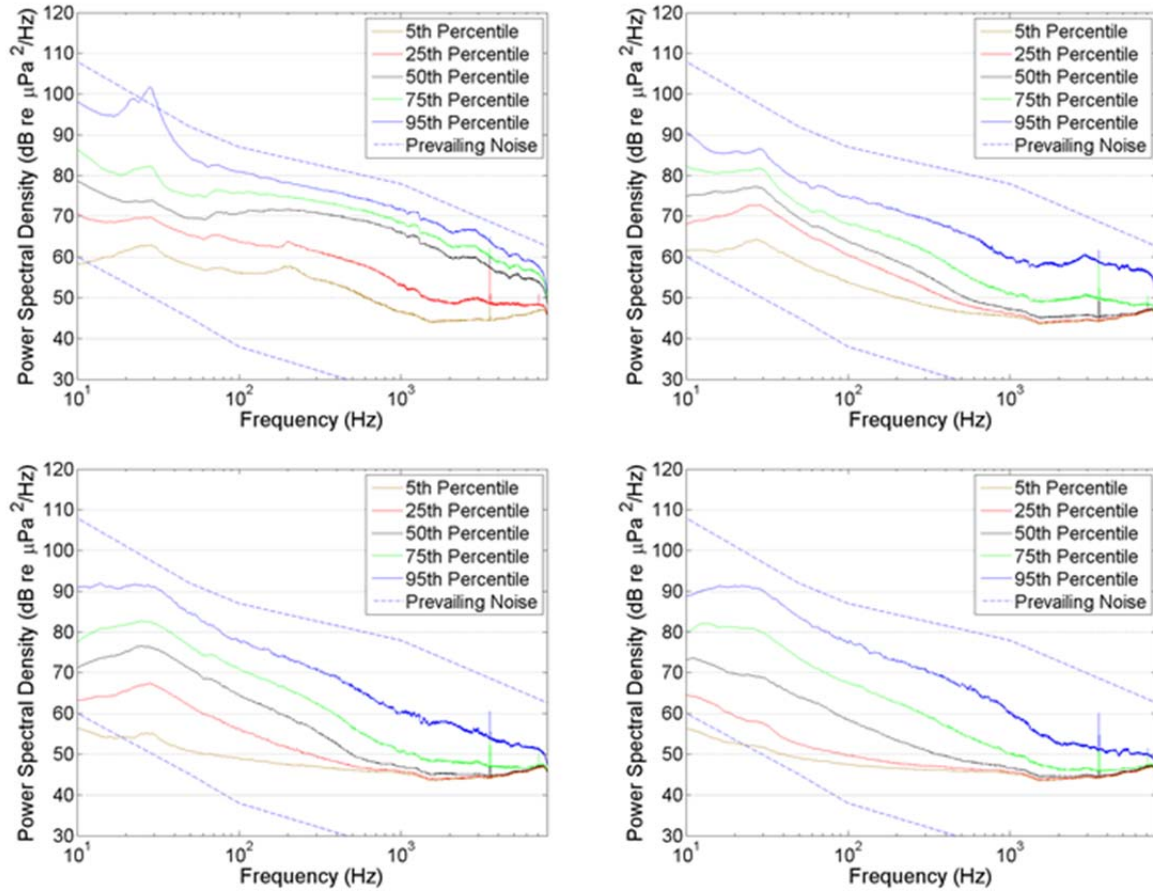 120
110
100
90
80
70
60
50
40
30
Power Spectral Density (dB re μPa ²/Hz)
10¹
10²
10³
Frequency (Hz)
5th Percentile
25th Percentile
50th Percentile
75th Percentile
95th Percentile
Prevailing Noise
120
110
100
90
80
70
60
50
40
30
Power Spectral Density (dB re μPa ²/Hz)
10¹
10²
10³
Frequency (Hz)
5th Percentile
25th Percentile
50th Percentile
75th Percentile
95th Percentile
Prevailing Noise
120
110
100
90
80
70
60
50
40
30
Power Spectral Density (dB re μPa ²/Hz)
10¹
10²
10³
Frequency (Hz)
5th Percentile
25th Percentile
50th Percentile
75th Percentile
95th Percentile
Prevailing Noise
120
110
100
90
80
70
60
50
40
30
Power Spectral Density (dB re μPa ²/Hz)
10¹
10²
10³
Frequency (Hz)
5th Percentile
25th Percentile
50th Percentile
75th Percentile
95th Percentile
Prevailing Noise